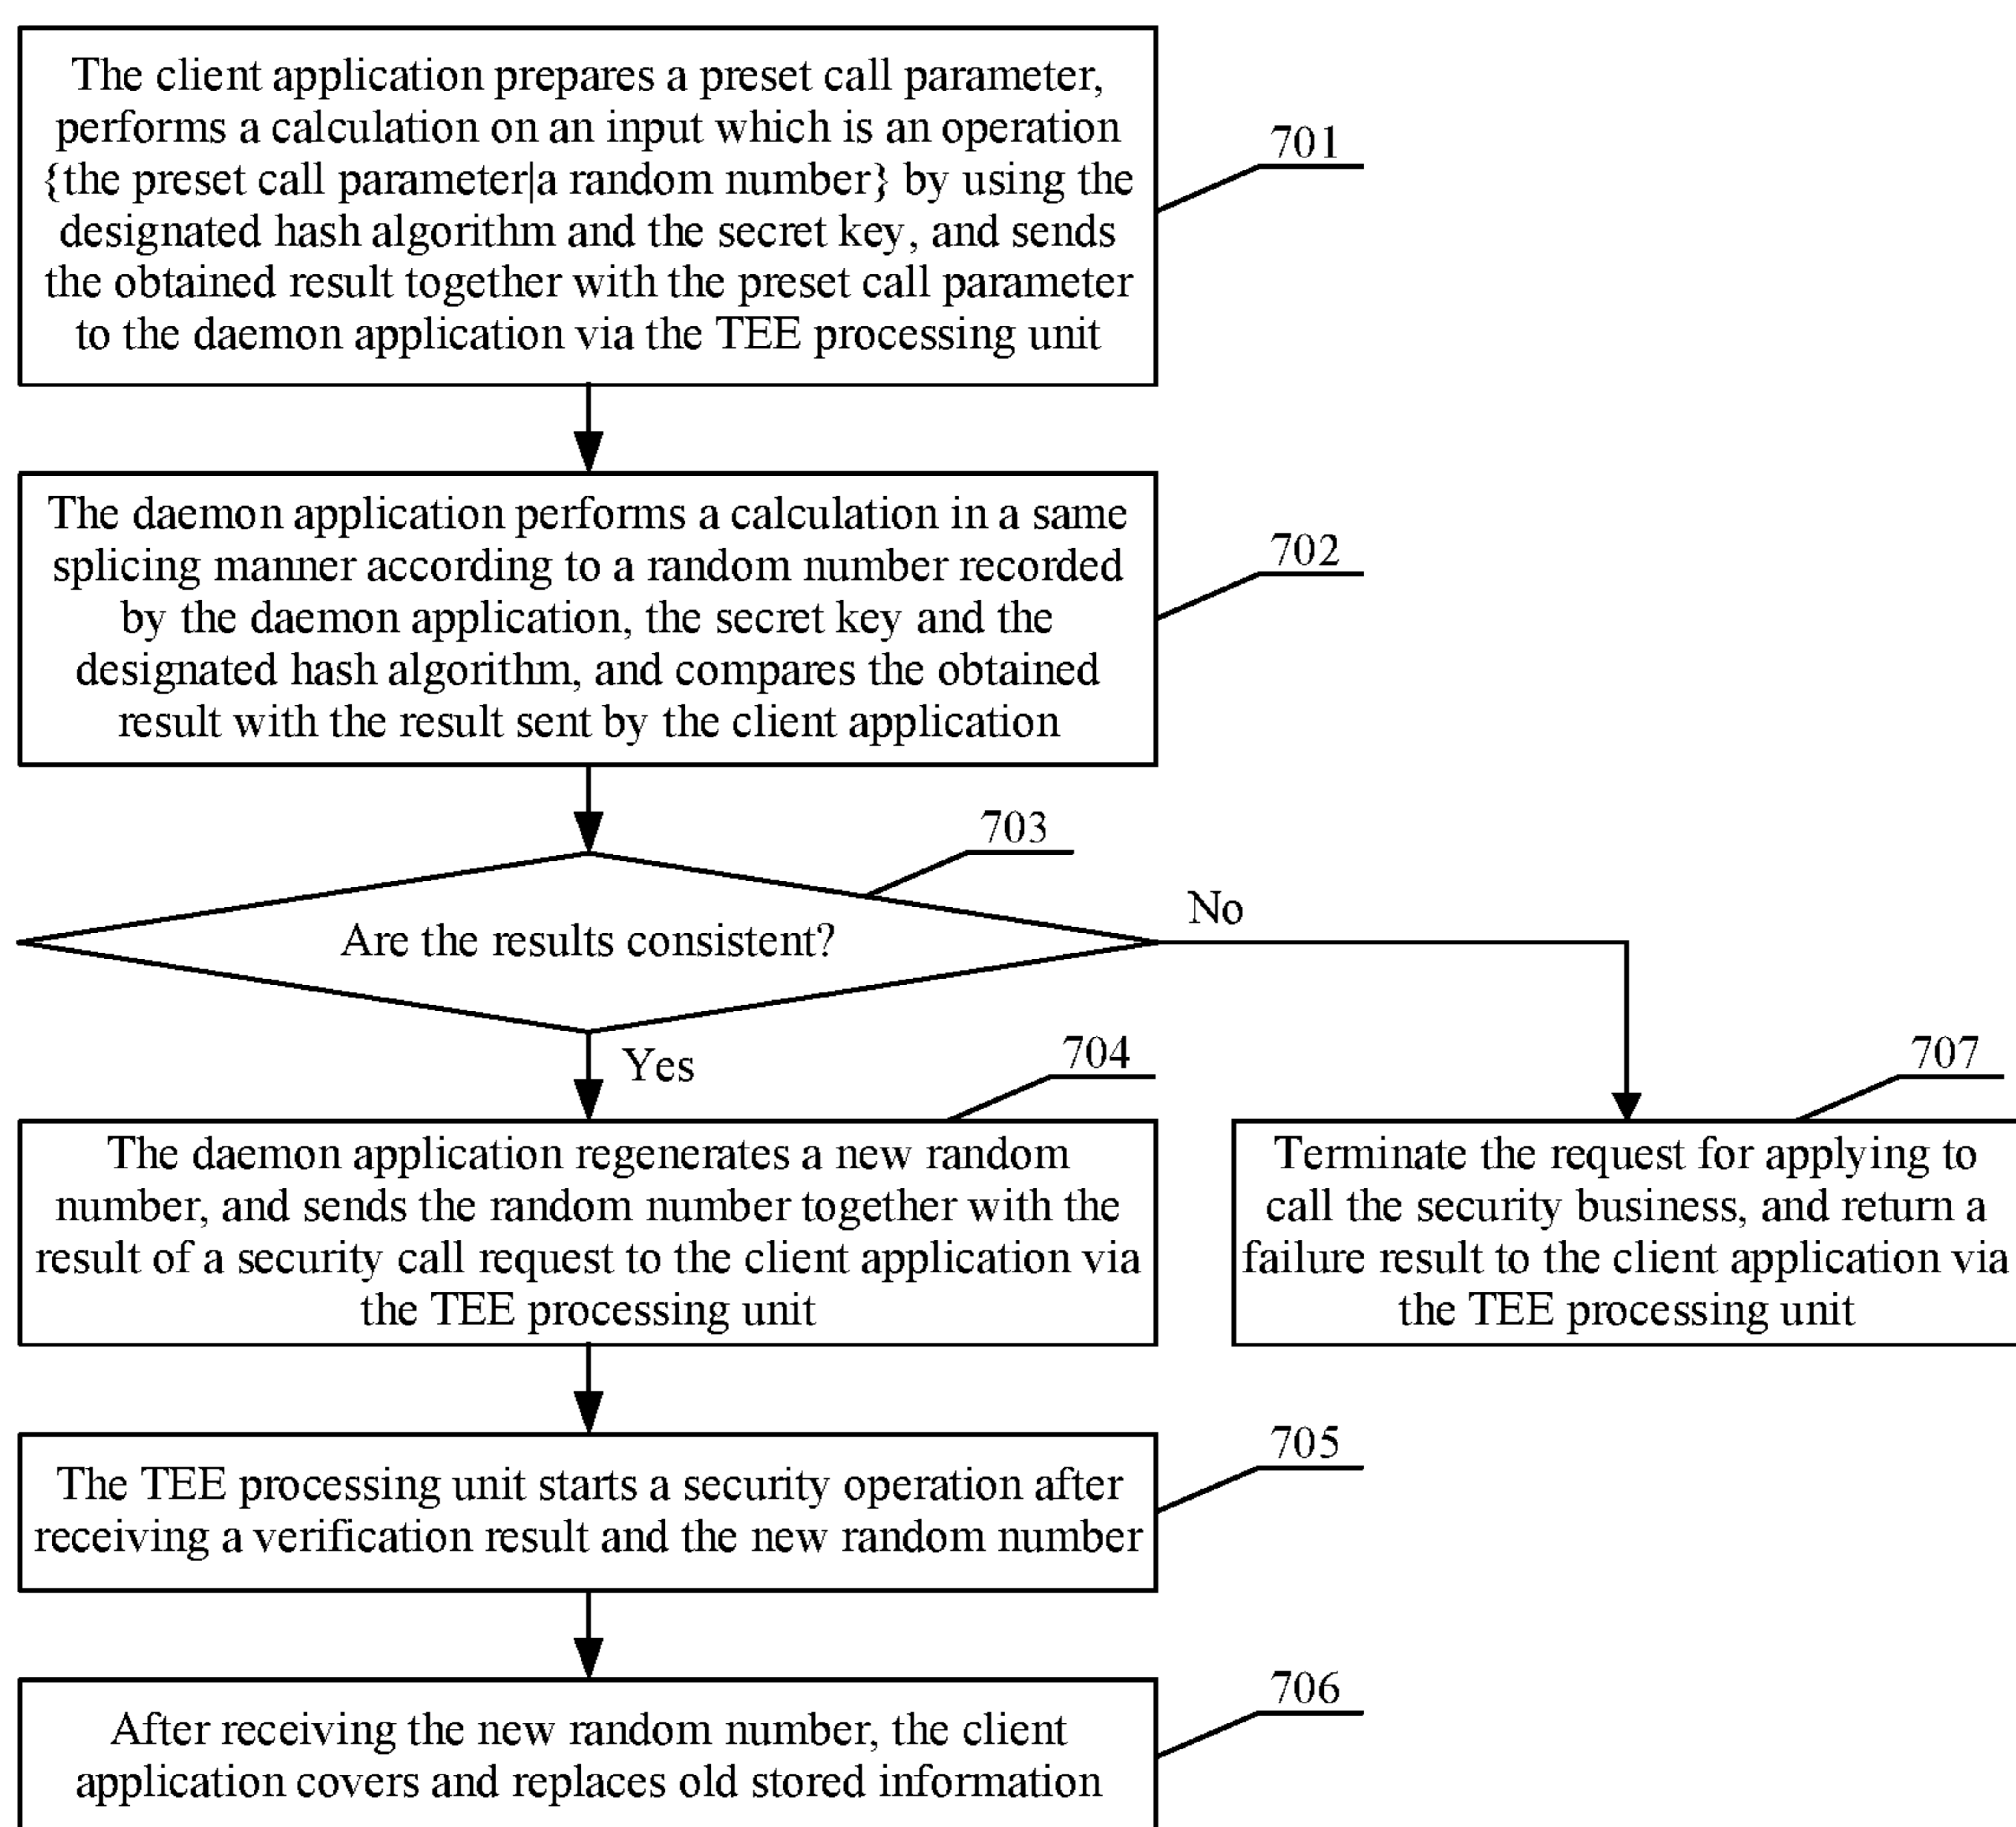 The client application prepares a preset call parameter,
performs a calculation on an input which is an operation
{the preset call parameter|a random number} by using the
designated hash algorithm and the secret key, and sends
the obtained result together with the preset call parameter
to the daemon application via the TEE processing unit
701
The daemon application performs a calculation in a same
splicing manner according to a random number recorded
by the daemon application, the secret key and the
designated hash algorithm, and compares the obtained
result with the result sent by the client application
702
703
Are the results consistent?
No
Yes
704
The daemon application regenerates a new random
number, and sends the random number together with the
result of a security call request to the client application via
the TEE processing unit
707
Terminate the request for applying to
call the security business, and return a
failure result to the client application via
the TEE processing unit
The TEE processing unit starts a security operation after
receiving a verification result and the new random number
705
After receiving the new random number, the client
application covers and replaces old stored information
706